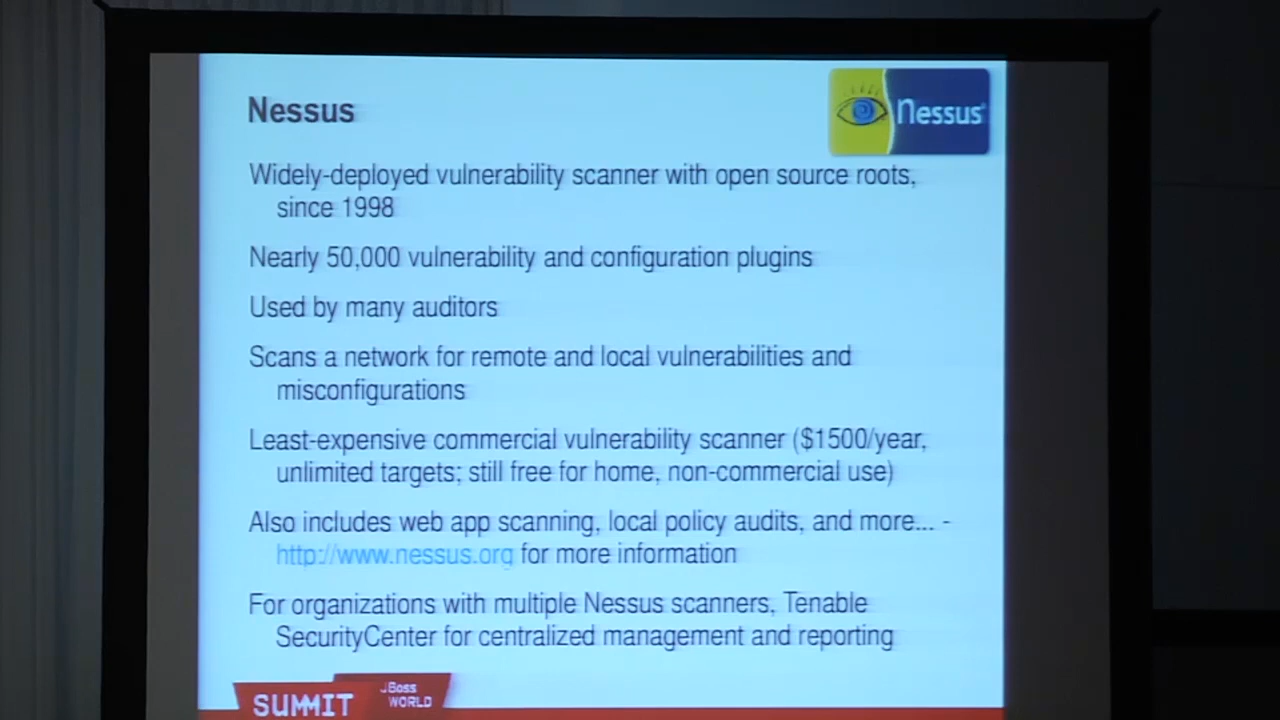 Nessus
nessus®
Widely-deployed vulnerability scanner with open source roots,
since 1998
Nearly 50,000 vulnerability and configuration plugins
Used by many auditors
Scans a network for remote and local vulnerabilities and
misconfigurations
Least-expensive commercial vulnerability scanner ($1500/year,
unlimited targets; still free for home, non-commercial use)
Also includes web app scanning, local policy audits, and more... -
http://www.nessus.org for more information
For organizations with multiple Nessus scanners, Tenable
SecurityCenter for centralized management and reporting
SUMMIT
JBoss
WORLD